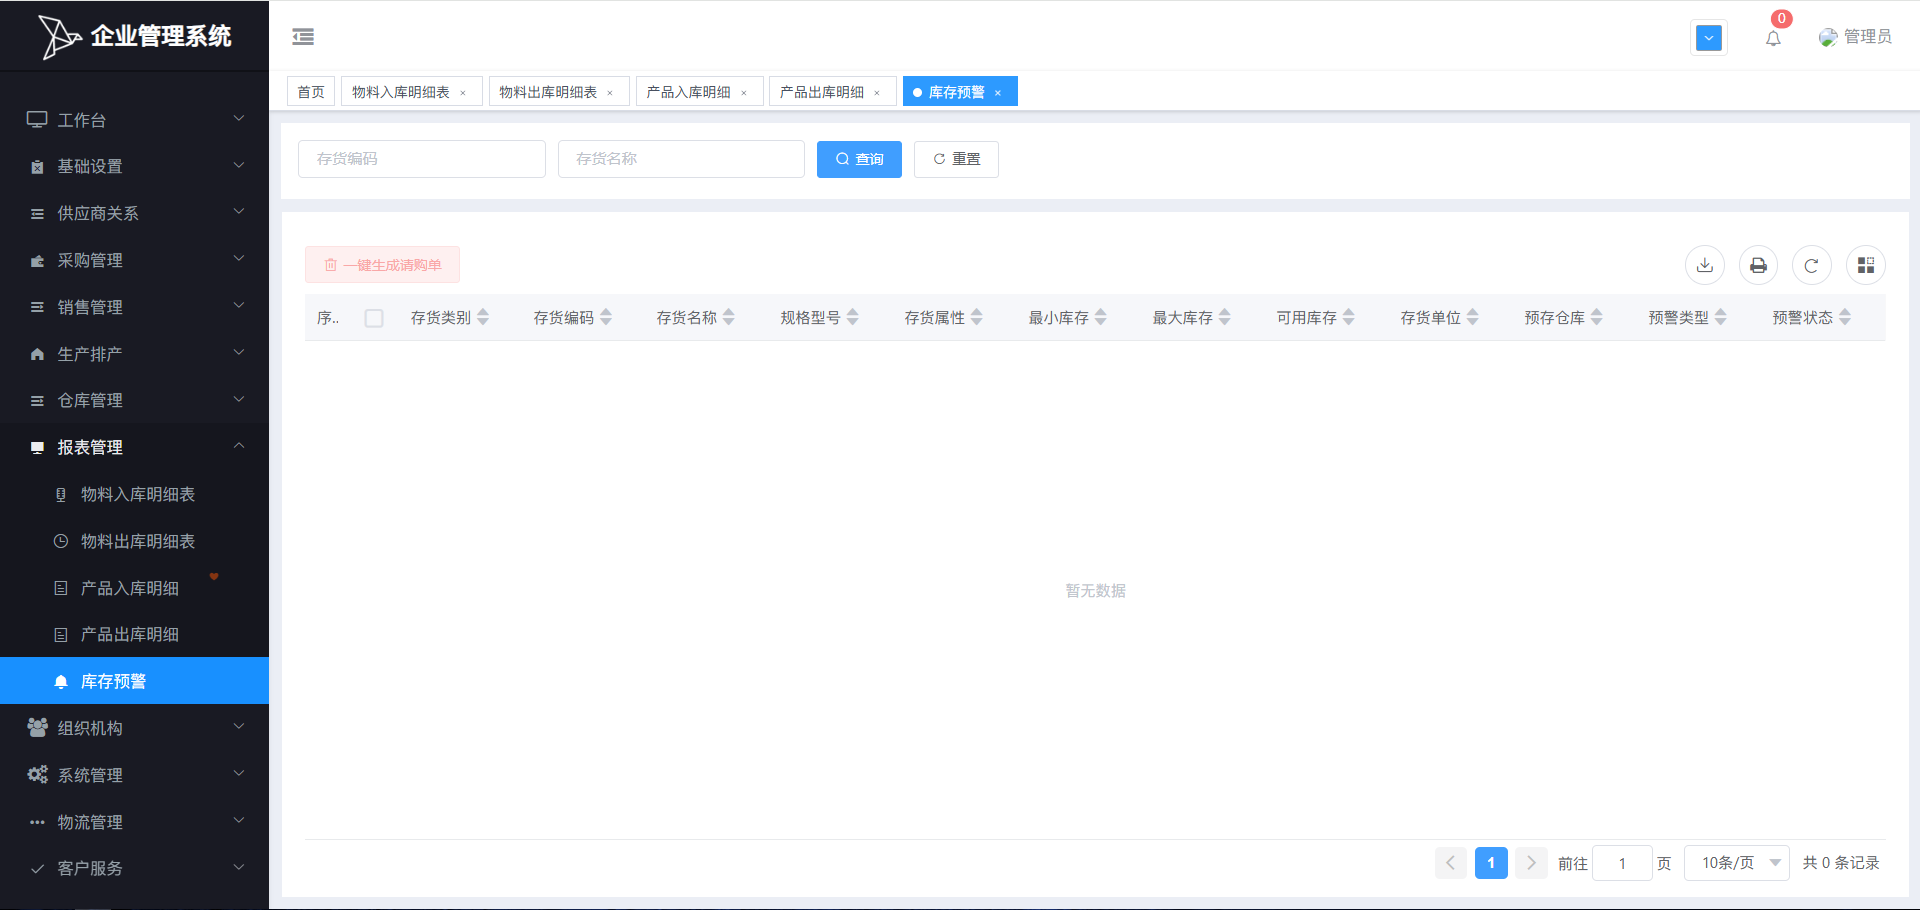 企业管理系统
0
管理员
首页 物料入库明细表 × 物料出库明细表 × 产品入库明细 × 产品出库明细 × 库存预警 ×
工作台
基础设置
供应商关系
采购管理
销售管理
生产排产
仓库管理
报表管理
物料入库明细表
物料出库明细表
产品入库明细
产品出库明细
库存预警
组织机构
系统管理
物流管理
客户服务
存货编码 存货名称 查询 重置
一键生成请购单
序.. 存货类别 存货编码 存货名称 规格型号 存货属性 最小库存 最大库存 可用库存 存货单位 预存仓库 预警类型 预警状态
暂无数据
1 前往 1 页 10条/页 共 0 条记录